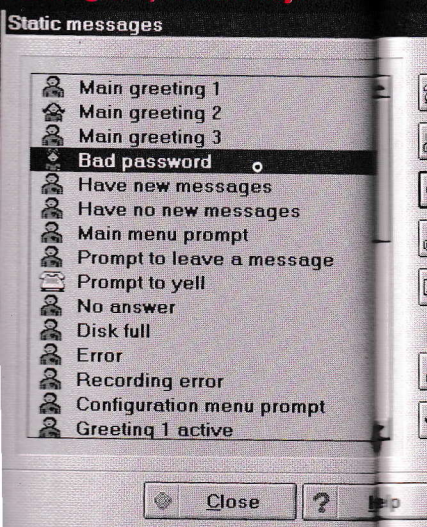 Static messages
Main greeting 1
Main greeting 2
Main greeting 3
Bad password
Have new messages
Have no new messages
Main menu prompt
Prompt to leave a message
Prompt to yell
No answer
Disk full
Error
Recording error
Configuration menu prompt
Greeting 1 active
Close
? Help